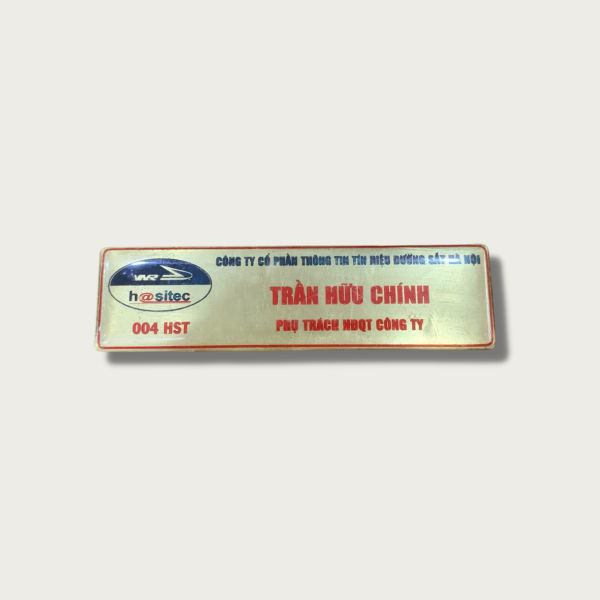 CÔNG TY CỔ PHẦN THÔNG TIN TÍN HIỆU ĐƯỜNG SẮT HÀ NỘI
VNR
h@sitec
TRẦN HỮU CHÍNH
004 HST
PHỤ TRÁCH NĐQT CÔNG TY